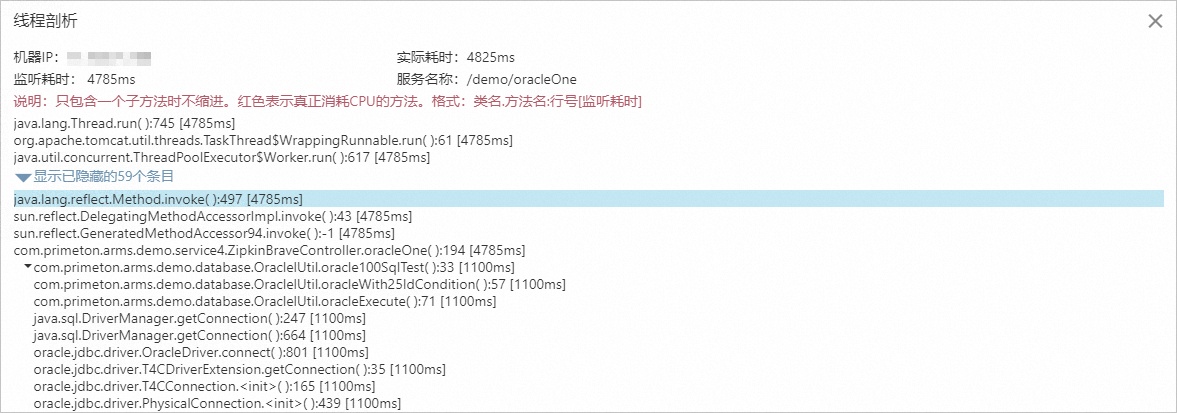 线程剖析
机器IP：
实际耗时：4825ms
监听耗时： 4785ms
服务名称：/demo/oracleOne
说明：只包含一个子方法时不缩进。红色表示真正消耗CPU的方法。格式：类名.方法名:行号[监听耗时]
java.lang.Thread.run( ):745 [4785ms]
org.apache.tomcat.util.threads.TaskThread$WrappingRunnable.run( ):61 [4785ms]
java.util.concurrent.ThreadPoolExecutor$Worker.run( ):617 [4785ms]
显示已隐藏的59个条目
java.lang.reflect.Method.invoke( ):497 [4785ms]
sun.reflect.DelegatingMethodAccessorImpl.invoke( ):43 [4785ms]
sun.reflect.GeneratedMethodAccessor94.invoke( ):-1 [4785ms]
com.primeton.arms.demo.service4.ZipkinBraveController.oracleOne( ):194 [4785ms]
com.primeton.arms.demo.database.OraclelUtil.oracle100SqlTest( ):33 [1100ms]
com.primeton.arms.demo.database.OraclelUtil.oracleWith25IdCondition( ):57 [1100ms]
com.primeton.arms.demo.database.OraclelUtil.oracleExecute( ):71 [1100ms]
java.sql.DriverManager.getConnection( ):247 [1100ms]
java.sql.DriverManager.getConnection( ):664 [1100ms]
oracle.jdbc.driver.OracleDriver.connect( ):801 [1100ms]
oracle.jdbc.driver.T4CDriverExtension.getConnection( ):35 [1100ms]
oracle.jdbc.driver.T4CConnection.<init>( ):165 [1100ms]
oracle.jdbc.driver.PhysicalConnection.<init>( ):439 [1100ms]